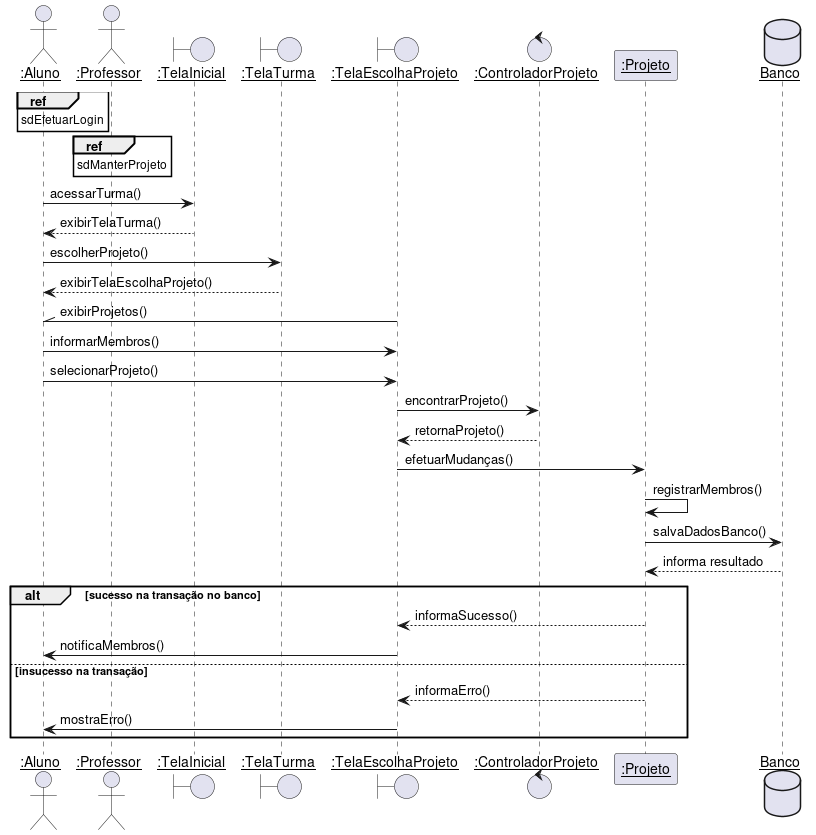 :Aluno :Professor :TelaInicial :TelaTurma :TelaEscolhaProjeto :ControladorProjeto :Projeto Banco
ref
sdEfetuarLogin
ref
sdManterProjeto
acessarTurma()
exibirTelaTurma()
escolherProjeto()
exibirTelaEscolhaProjeto()
exibirProjetos()
informarMembros()
selecionarProjeto()
encontrarProjeto()
retornaProjeto()
efetuarMudanças()
registrarMembros()
salvaDadosBanco()
informa resultado
alt [sucesso na transação no banco]
informaSucesso()
notificaMembros()
[insucesso na transação]
informaErro()
mostraErro()
:Aluno :Professor :TelaInicial :TelaTurma :TelaEscolhaProjeto :ControladorProjeto :Projeto Banco